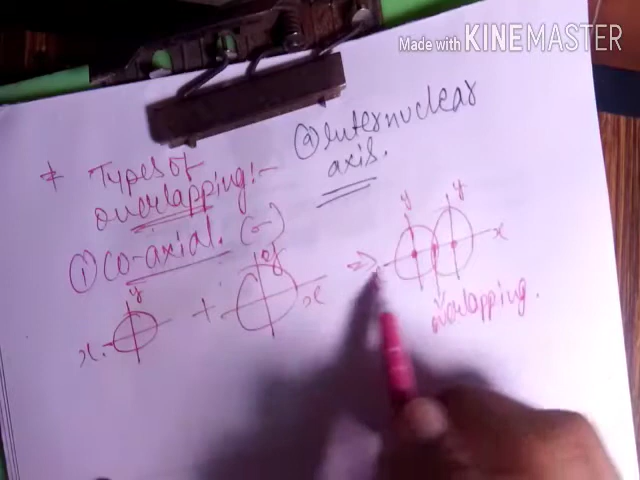 Made with KINEMASTER
* Types of
overlapping:-
@ Internuclear
axis.
① CO-axial. (σ)
y
x
+
y
x
⇒
y
y
x
overlapping.